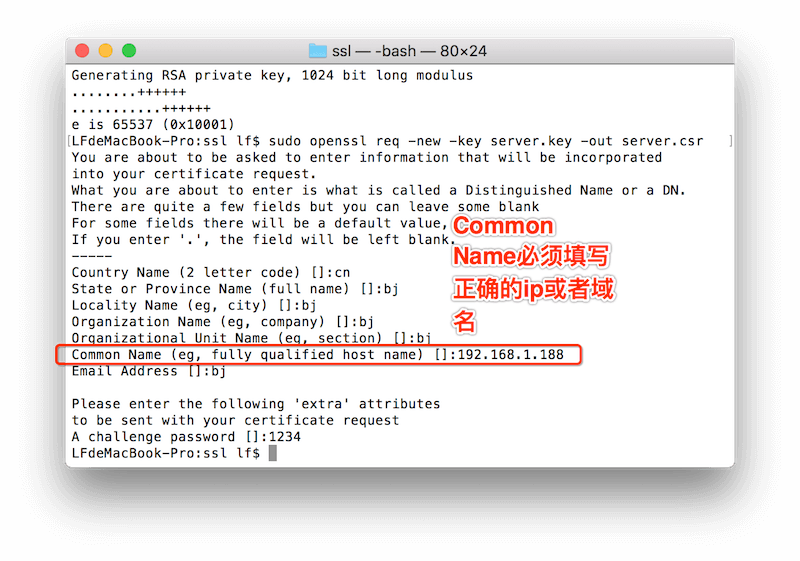 ssl — -bash — 80×24
Generating RSA private key, 1024 bit long modulus
........++++++
...........++++++
e is 65537 (0x10001)
[LFdeMacBook-Pro:ssl lf$ sudo openssl req -new -key server.key -out server.csr ]
You are about to be asked to enter information that will be incorporated
into your certificate request.
What you are about to enter is what is called a Distinguished Name or a DN.
There are quite a few fields but you can leave some blank
For some fields there will be a default value,
If you enter '.', the field will be left blank.
-----
Country Name (2 letter code) []:cn
State or Province Name (full name) []:bj
Locality Name (eg, city) []:bj
Organization Name (eg, company) []:bj
Organizational Unit Name (eg, section) []:bj
Common Name (eg, fully qualified host name) []:192.168.1.188
Email Address []:bj
Please enter the following 'extra' attributes
to be sent with your certificate request
A challenge password []:1234
LFdeMacBook-Pro:ssl lf$
Common
Name必须填写
正确的ip或者域
名